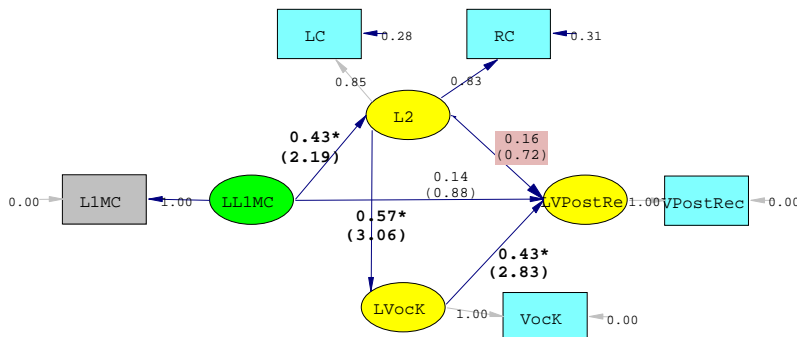 LC
0.28
RC
0.31
0.85
0.83
L2
0.43*
(2.19)
0.16
(0.72)
0.14
(0.88)
0.00
L1MC
1.00
LL1MC
0.57*
(3.06)
LVPostRe
1.00
VPostRec
0.00
0.43*
(2.83)
LVocK
1.00
VocK
0.00